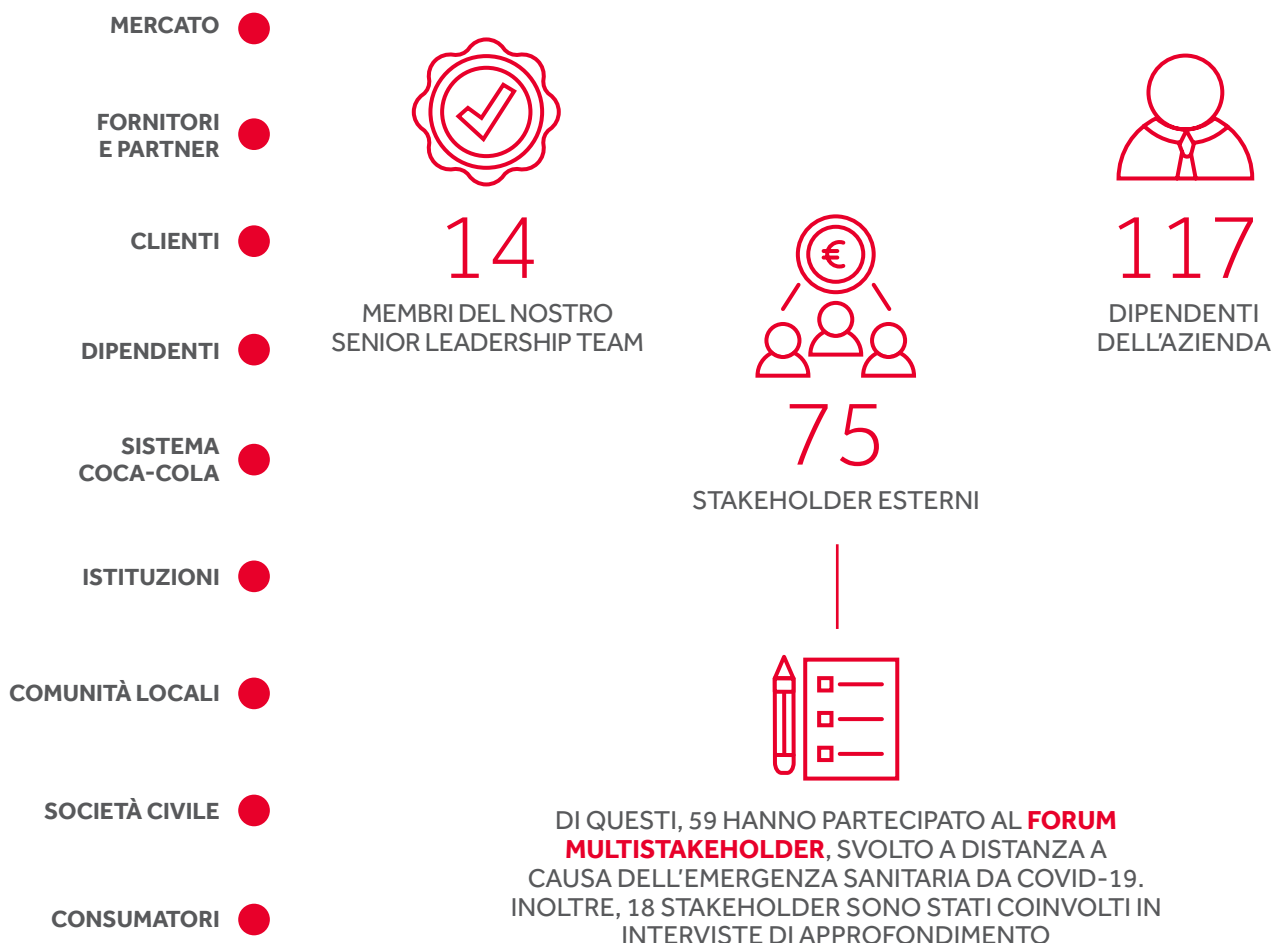 MERCATO
FORNITORI
E PARTNER
CLIENTI
DIPENDENTI
SISTEMA
COCA-COLA
ISTITUZIONI
COMUNITÀ LOCALI
SOCIETÀ CIVILE
CONSUMATORI
14
MEMBRI DEL NOSTRO
SENIOR LEADERSHIP TEAM
€
75
STAKEHOLDER ESTERNI
117
DIPENDENTI
DELL'AZIENDA
DI QUESTI, 59 HANNO PARTECIPATO AL FORUM
MULTISTAKEHOLDER, SVOLTO A DISTANZA A
CAUSA DELL'EMERGENZA SANITARIA DA COVID-19.
INOLTRE, 18 STAKEHOLDER SONO STATI COINVOLTI IN
INTERVISTE DI APPROFONDIMENTO